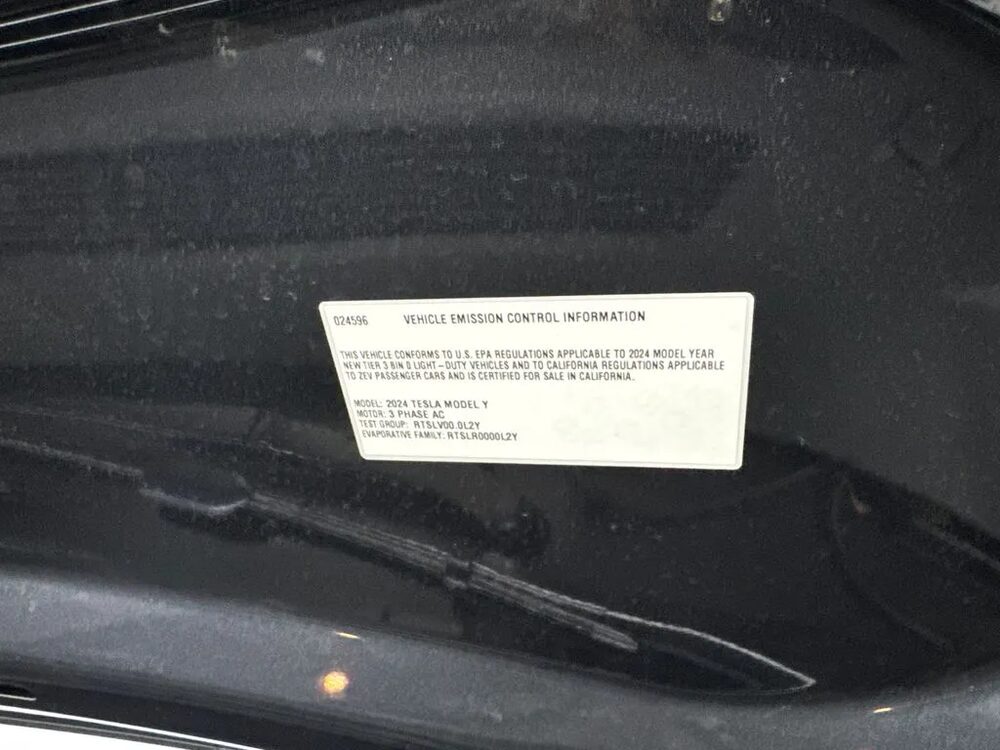 024596 VEHICLE EMISSION CONTROL INFORMATION
THIS VEHICLE CONFORMS TO U.S. EPA REGULATIONS APPLICABLE TO 2024 MODEL YEAR
NEW TIER 3 BIN 0 LIGHT-DUTY VEHICLES AND TO CALIFORNIA REGULATIONS APPLICABLE
TO ZEV PASSENGER CARS AND IS CERTIFIED FOR SALE IN CALIFORNIA.
MODEL: 2024 TESLA MODEL Y
MOTOR: 3 PHASE AC
TEST GROUP: RTSLV00.0L2Y
EVAPORATIVE FAMILY: RTSLR0000L2Y